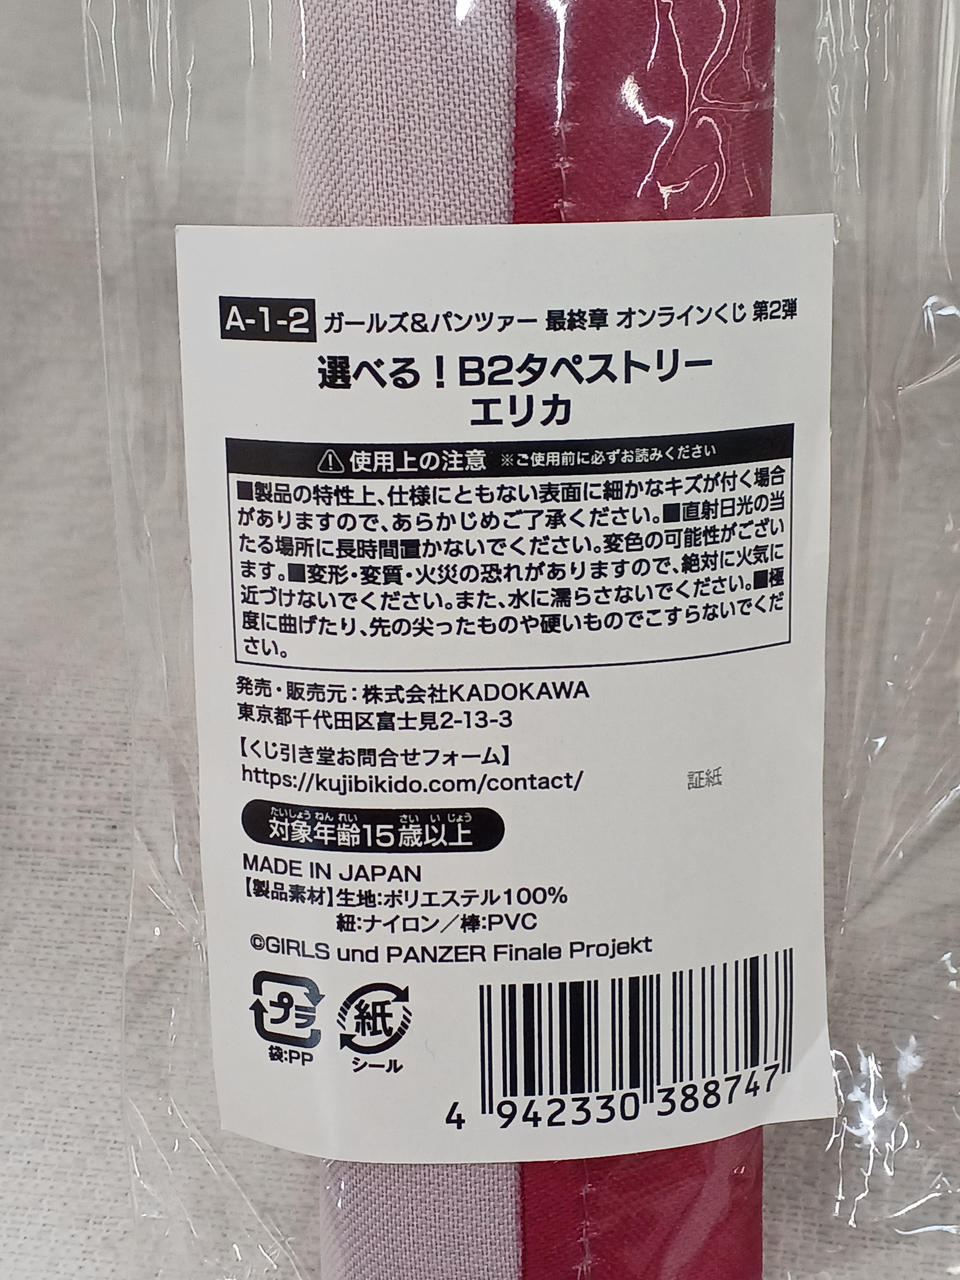 A-1-2 ガールズ&パンツァー 最終章 オンラインくじ 第2弾
選べる！B2タペストリー
エリカ
⚠使用上の注意 ※ご使用前に必ずお読みください
■製品の特性上、仕様にともない表面に細かなキズが付く場合
がありますので、あらかじめご了承ください。■直射日光の当
たる場所に長時間置かないでください。変色の可能性がござい
ます。■変形・変質・火災の恐れがありますので、絶対に火気に
近づけないでください。また、水に濡らさないでください。■極
度に曲げたり、先の尖ったものや硬いものでこすらないでくだ
さい。
発売・販売元：株式会社KADOKAWA
東京都千代田区富士見2-13-3
【くじ引き堂お問合せフォーム】
https://kujibikido.com/contact/
証紙
たいしょう ねん れい さい い じょう
対象年齢15歳以上
MADE IN JAPAN
【製品素材】生地：ポリエステル100%
紐：ナイロン／棒：PVC
©GIRLS und PANZER Finale Projekt
プラ
袋：PP
紙
シール
4 942330 388747